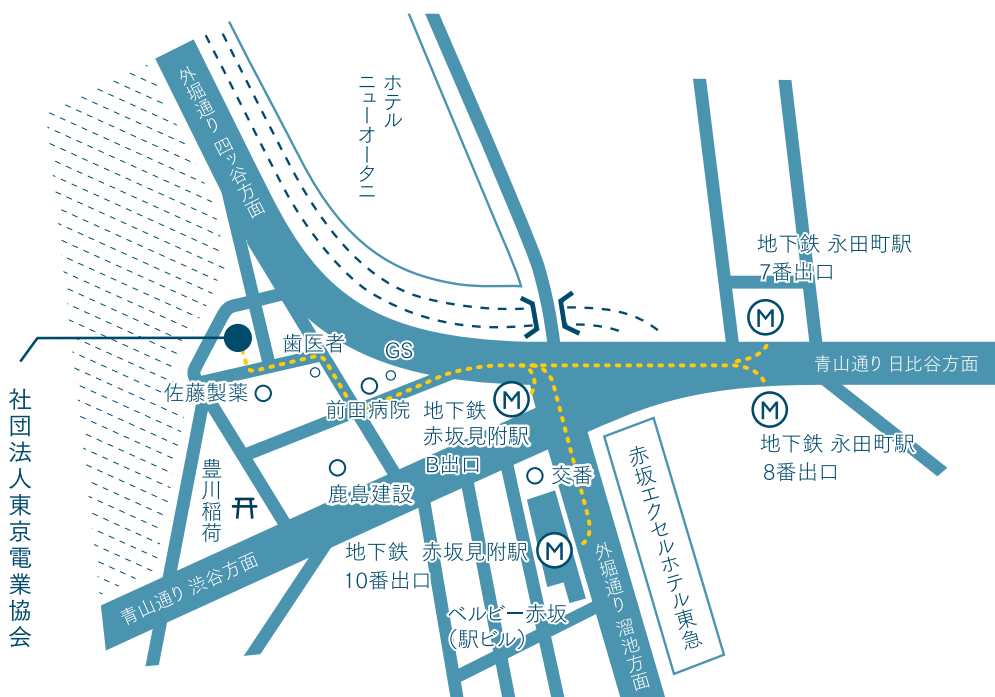 外堀通り 四ツ谷方面
ホテル
ニューオータニ
地下鉄 永田町駅
7番出口
青山通り 日比谷方面
歯医者
GS
佐藤製薬
前田病院
地下鉄
赤坂見附駅
B出口
M
M
M
地下鉄 永田町駅
8番出口
社団法人東京電業協会
豊川稲荷
鹿島建設
交番
赤坂エクセルホテル東急
地下鉄 赤坂見附駅
10番出口
M
青山通り 渋谷方面
外堀通り 溜池方面
ベルビー赤坂
（駅ビル）